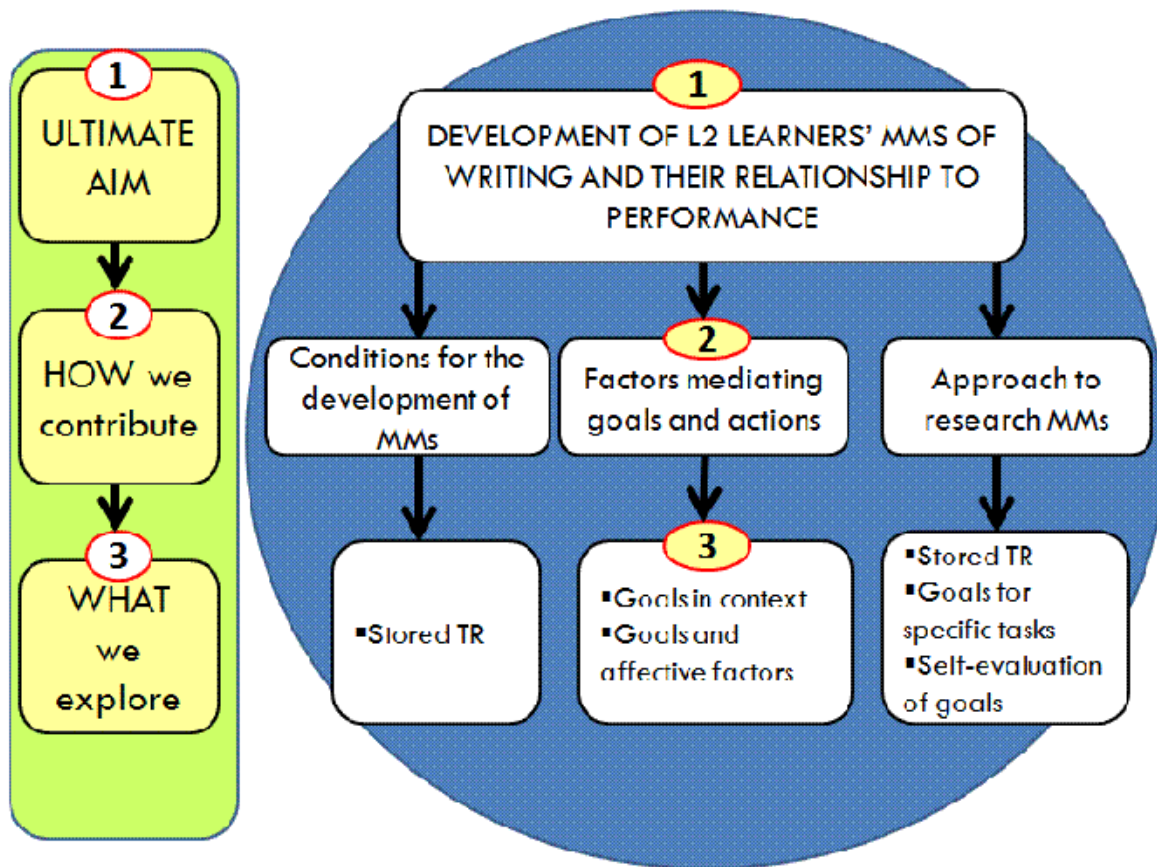 1
ULTIMATE
AIM
2
HOW we
contribute
3
WHAT
we
explore
1
DEVELOPMENT OF L2 LEARNERS' MMS OF
WRITING AND THEIR RELATIONSHIP TO
PERFORMANCE
Conditions for the
development of
MMs
2
Factors mediating
goals and actions
Approach to
research MMs
▪Stored TR
3
▪Goals in context
▪Goals and
affective factors
▪Stored TR
▪Goals for
specific tasks
▪Self-evaluation
of goals